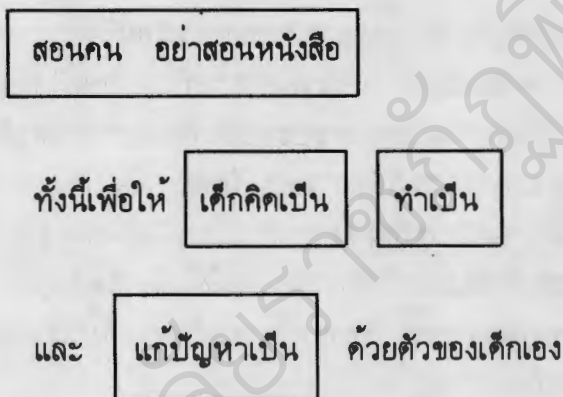 สอนคน อย่าสอนหนังสือ
ทั้งนี้เพื่อให้ เด็กคิดเป็น ทำเป็น
และ แก้ปัญหาเป็น ด้วยตัวของเด็กเอง